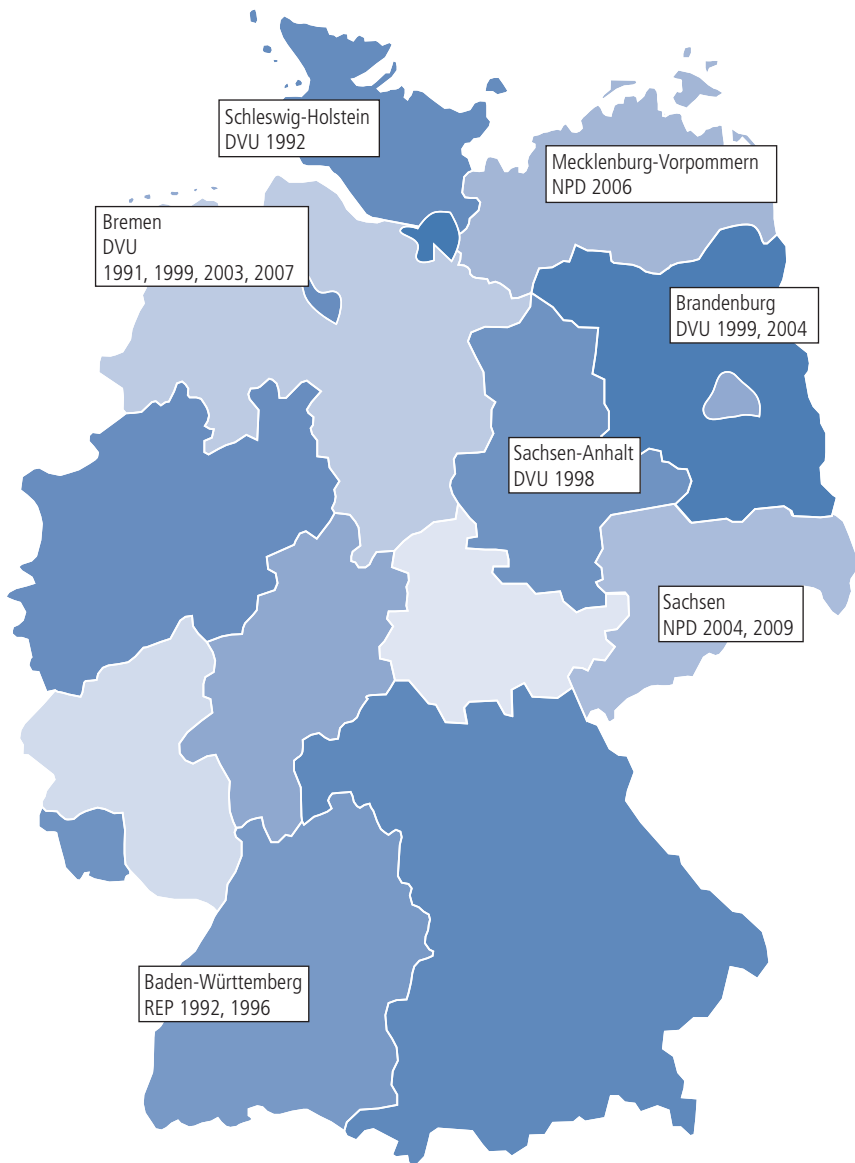 Schleswig-Holstein
DVU 1992
Mecklenburg-Vorpommern
NPD 2006
Bremen
DVU
1991, 1999, 2003, 2007
Brandenburg
DVU 1999, 2004
Sachsen-Anhalt
DVU 1998
Sachsen
NPD 2004, 2009
Baden-Württemberg
REP 1992, 1996